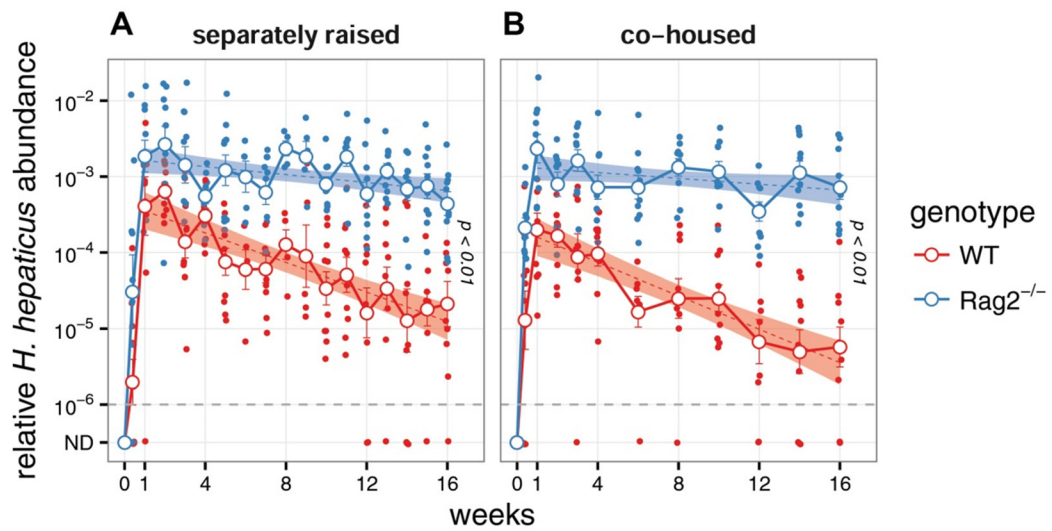 A separately raised
B co-housed
relative H. hepaticus abundance
10⁻²
10⁻³
10⁻⁴
10⁻⁵
10⁻⁶
ND
p < 0.01
p < 0.01
0 1 4 8 12 16
0 1 4 8 12 16
weeks
genotype
WT
Rag2⁻/⁻